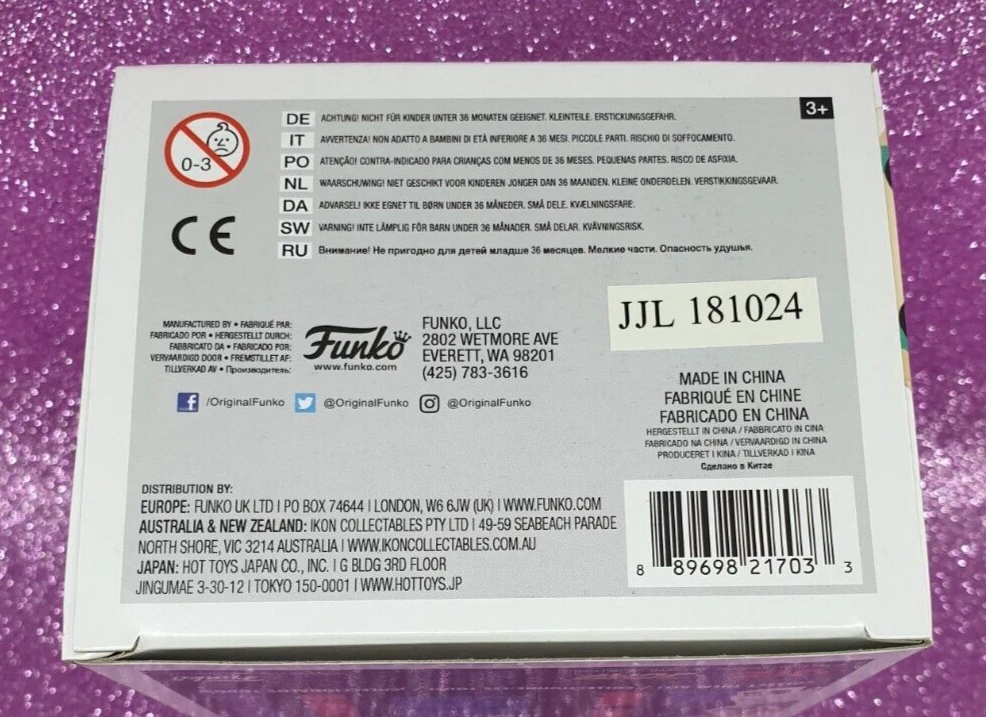 3+
0-3
DE ACHTUNG! NICHT FÜR KINDER UNTER 36 MONATEN GEEIGNET. KLEINTEILE. ERSTICKUNGSGEFAHR.
IT AVVERTENZA! NON ADATTO A BAMBINI DI ETÀ INFERIORE A 36 MESI. PICCOLE PARTI. RISCHIO DI SOFFOCAMENTO.
PO ATENÇÃO! CONTRA-INDICADO PARA CRIANÇAS COM MENOS DE 36 MESES. PEQUENAS PARTES. RISCO DE ASFIXIA.
NL WAARSCHUWING! NIET GESCHIKT VOOR KINDEREN JONGER DAN 36 MAANDEN. KLEINE ONDERDELEN. VERSTIKKINGSGEVAAR.
DA ADVARSEL! IKKE EGNET TIL BØRN UNDER 36 MÅNEDER. SMÅ DELE. KVÆLNINGSFARE.
SW VARNING! INTE LÄMPLIG FÖR BARN UNDER 36 MÅNADER. SMÅ DELAR. KVÄVNINGSRISK.
RU Внимание! Не пригодно для детей младше 36 месяцев. Мелкие части. Опасность удушья.
CE
JJL 181024
MANUFACTURED BY • FABRIQUÉ PAR:
FABRICADO POR • HERGESTELLT DURCH:
FABBRICATO DA • FABRICADO POR:
VERVAARDIGD DOOR • FREMSTILLET AF:
TILLVERKAD AV • Производитель:
Funko
www.funko.com
FUNKO, LLC
2802 WETMORE AVE
EVERETT, WA 98201
(425) 783-3616
f /OriginalFunko @OriginalFunko @OriginalFunko
MADE IN CHINA
FABRIQUÉ EN CHINE
FABRICADO EN CHINA
HERGESTELLT IN CHINA / FABBRICATO IN CINA
FABRICADO NA CHINA / VERVAARDIGD IN CHINA
PRODUCERET I KINA / TILLVERKAD I KINA
Сделано в Китае
DISTRIBUTION BY:
EUROPE: FUNKO UK LTD | PO BOX 74644 | LONDON, W6 6JW (UK) | WWW.FUNKO.COM
AUSTRALIA & NEW ZEALAND: IKON COLLECTABLES PTY LTD | 49-59 SEABEACH PARADE
NORTH SHORE, VIC 3214 AUSTRALIA | WWW.IKONCOLLECTABLES.COM.AU
JAPAN: HOT TOYS JAPAN CO., INC. | G BLDG 3RD FLOOR
JINGUMAE 3-30-12 | TOKYO 150-0001 | WWW.HOTTOYS.JP
8 89698 21703 3